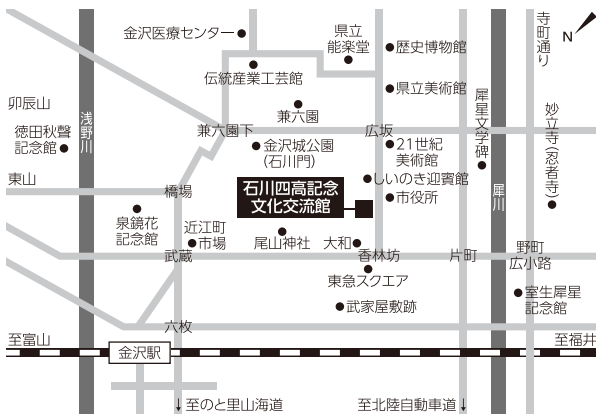 金沢医療センター
県立
能楽堂
歴史博物館
寺町通り
N
伝統産業工芸館
県立美術館
卯辰山
浅野川
兼六園
犀星文学碑
妙立寺(忍者寺)
徳田秋聲
記念館
兼六園下
広坂
金沢城公園
(石川門)
21世紀
美術館
東山
橋場
石川四高記念
文化交流館
しいのき迎賓館
市役所
犀川
泉鏡花
記念館
近江町
市場
尾山神社
大和
武蔵
香林坊
片町
野町
広小路
東急スクエア
武家屋敷跡
室生犀星
記念館
六枚
至富山
金沢駅
至福井
↓至のと里山海道
至北陸自動車道↓